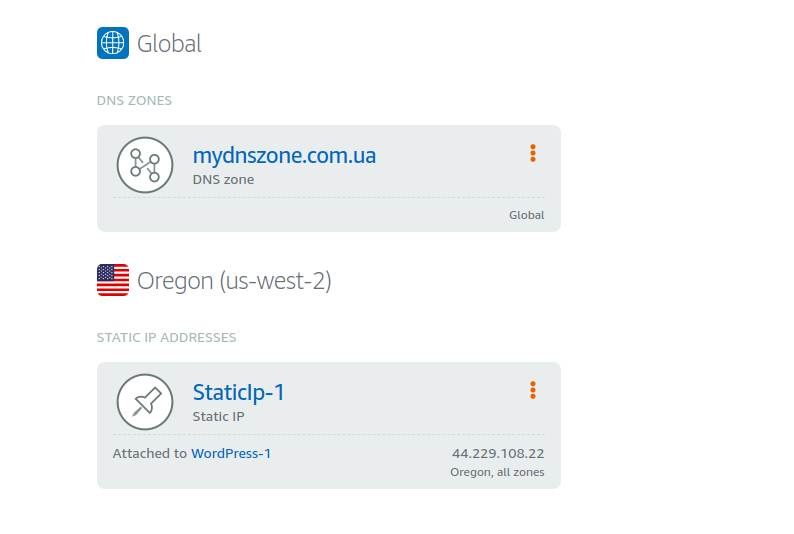 Global
DNS ZONES
mydnszone.com.ua
DNS zone
Global
Oregon (us-west-2)
STATIC IP ADDRESSES
StaticIp-1
Static IP
Attached to WordPress-1
44.229.108.22
Oregon, all zones